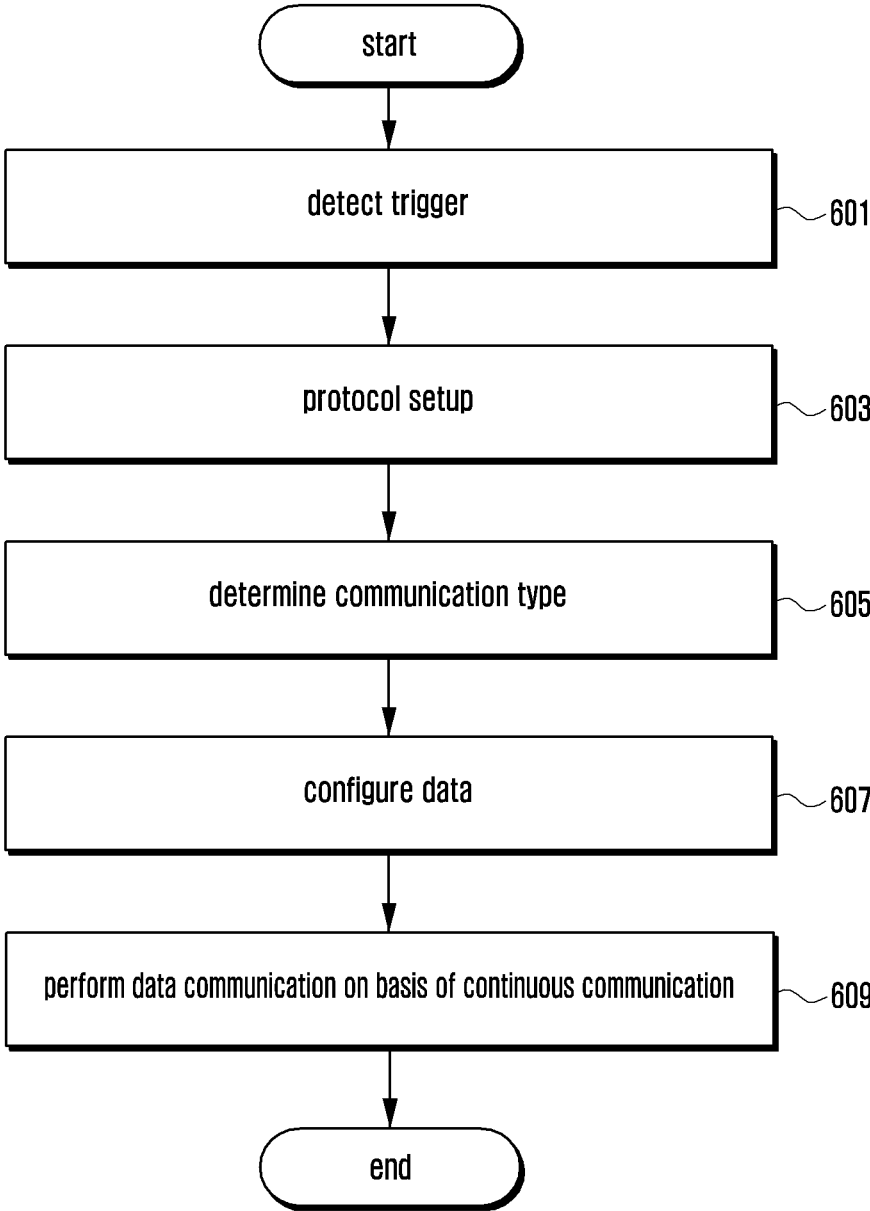 start
detect trigger
601
protocol setup
603
determine communication type
605
configure data
607
perform data communication on basis of continuous communication
609
end